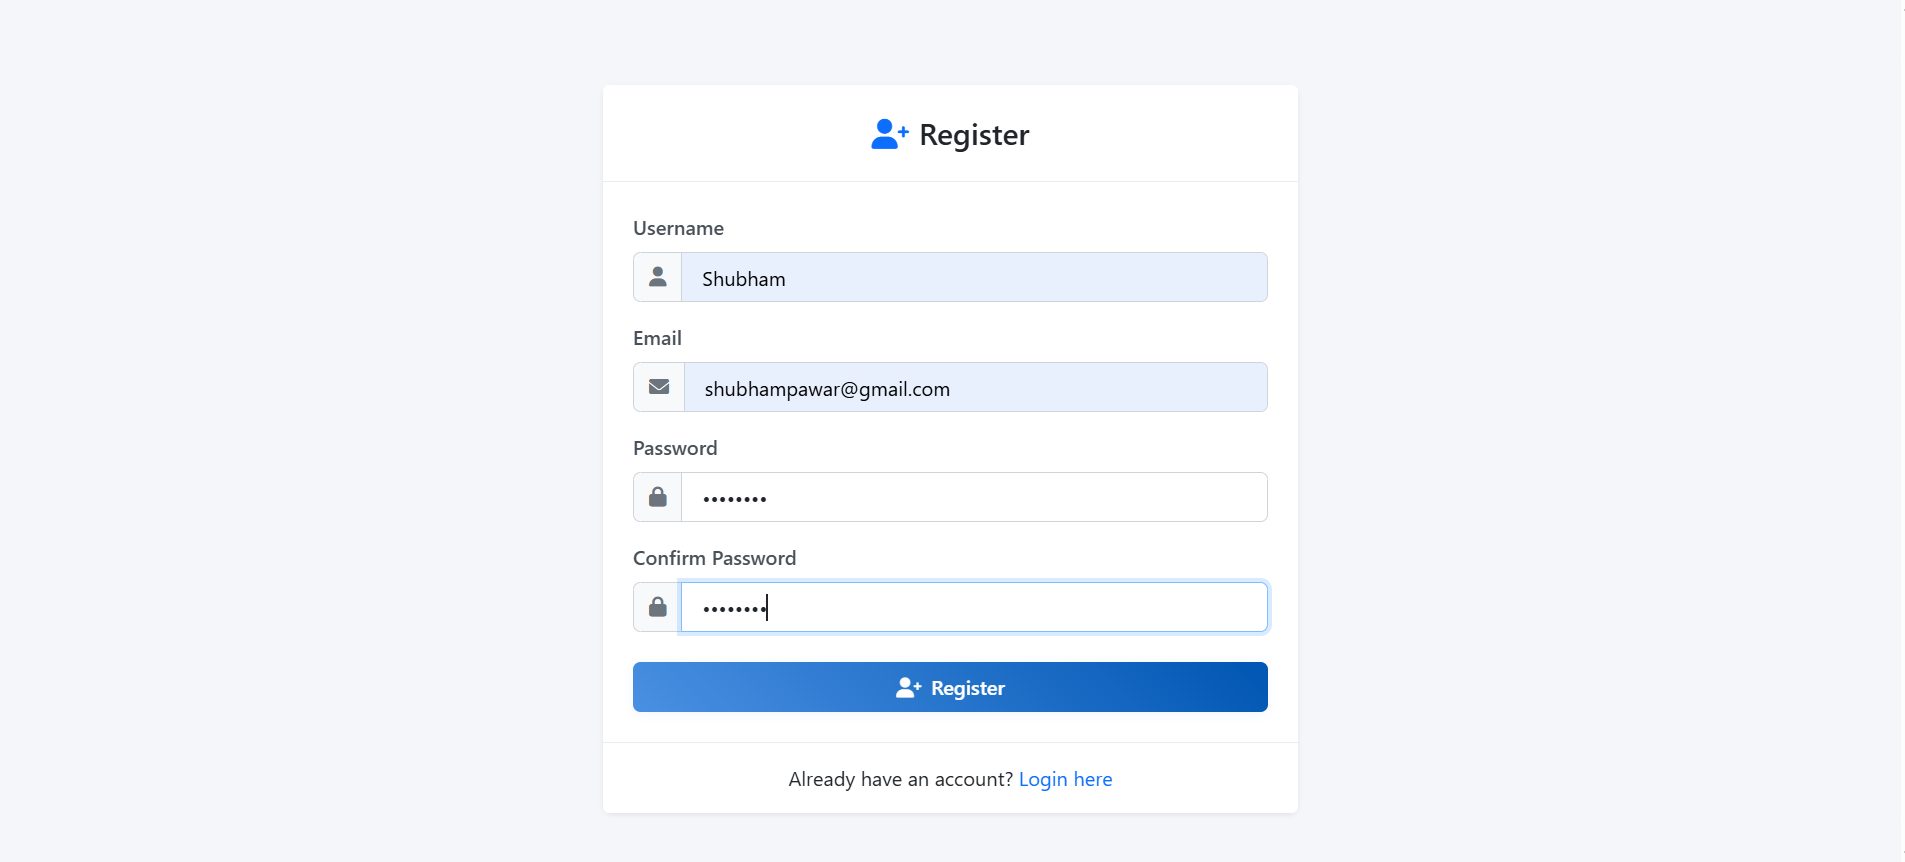 Register
Username
Shubham
Email
shubhampawar@gmail.com
Password
••••••••
Confirm Password
••••••••
Register
Already have an account? Login here